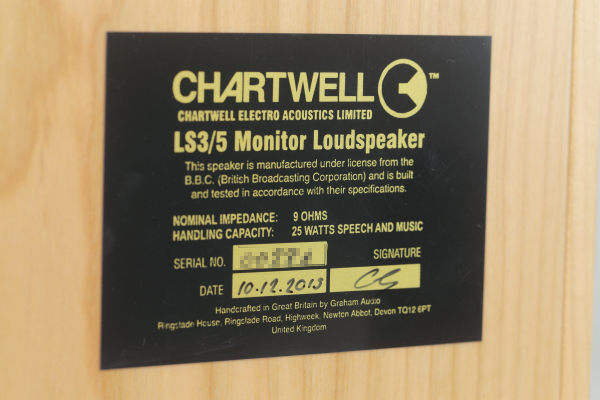 CHARTWELL ™
CHARTWELL ELECTRO ACOUSTICS LIMITED
LS3/5 Monitor Loudspeaker
This speaker is manufactured under license from the
B.B.C. (British Broadcasting Corporation) and is built
and tested in accordance with their specifications.
NOMINAL IMPEDANCE: 9 OHMS
HANDLING CAPACITY: 25 WATTS SPEECH AND MUSIC
SERIAL NO. SIGNATURE
DATE 10.12.2013
Handcrafted in Great Britain by Graham Audio
Ringslade House, Ringslade Road, Highweek, Newton Abbot, Devon TQ12 6PT
United Kingdom